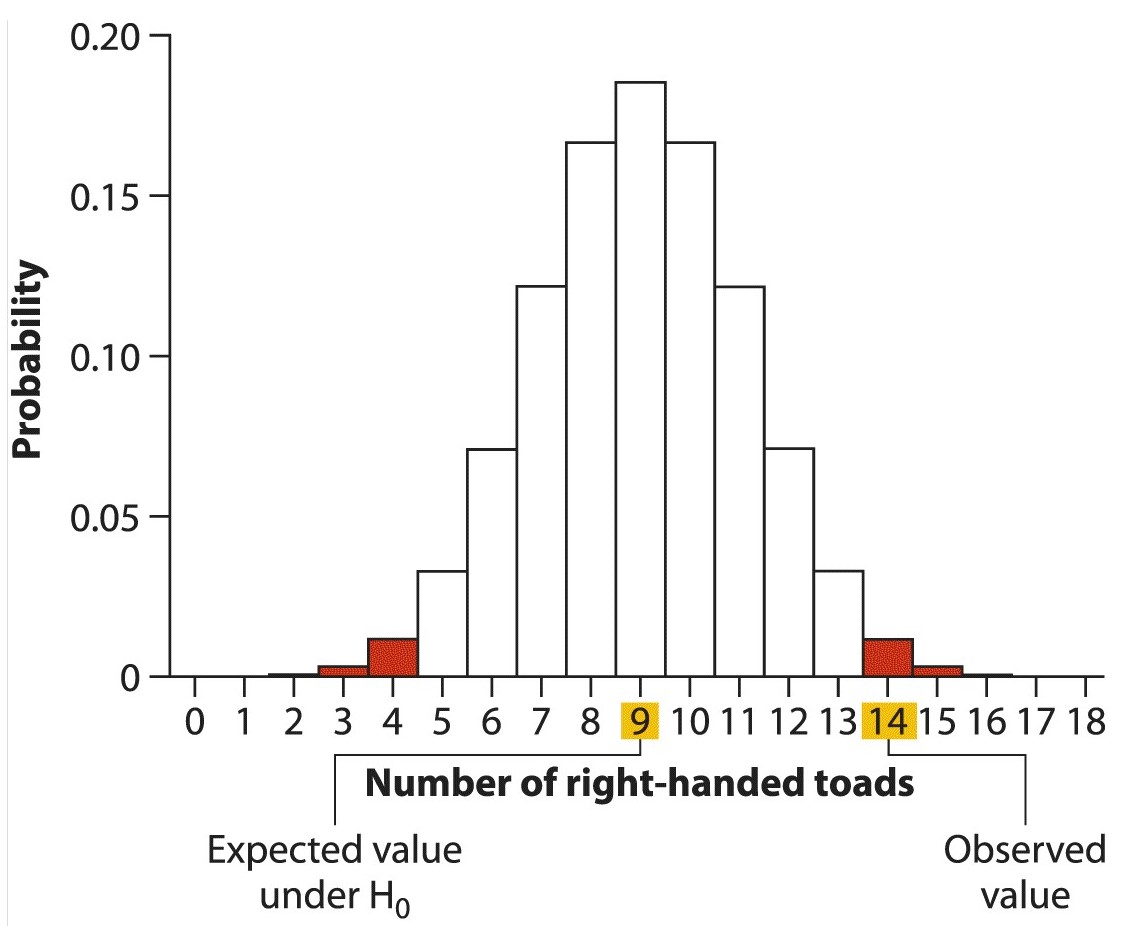 0.20
0.15
0.10
0.05
0
Probability
0 1 2 3 4 5 6 7 8 9 10 11 12 13 14 15 16 17 18
Number of right-handed toads
Expected value
under H₀
Observed
value